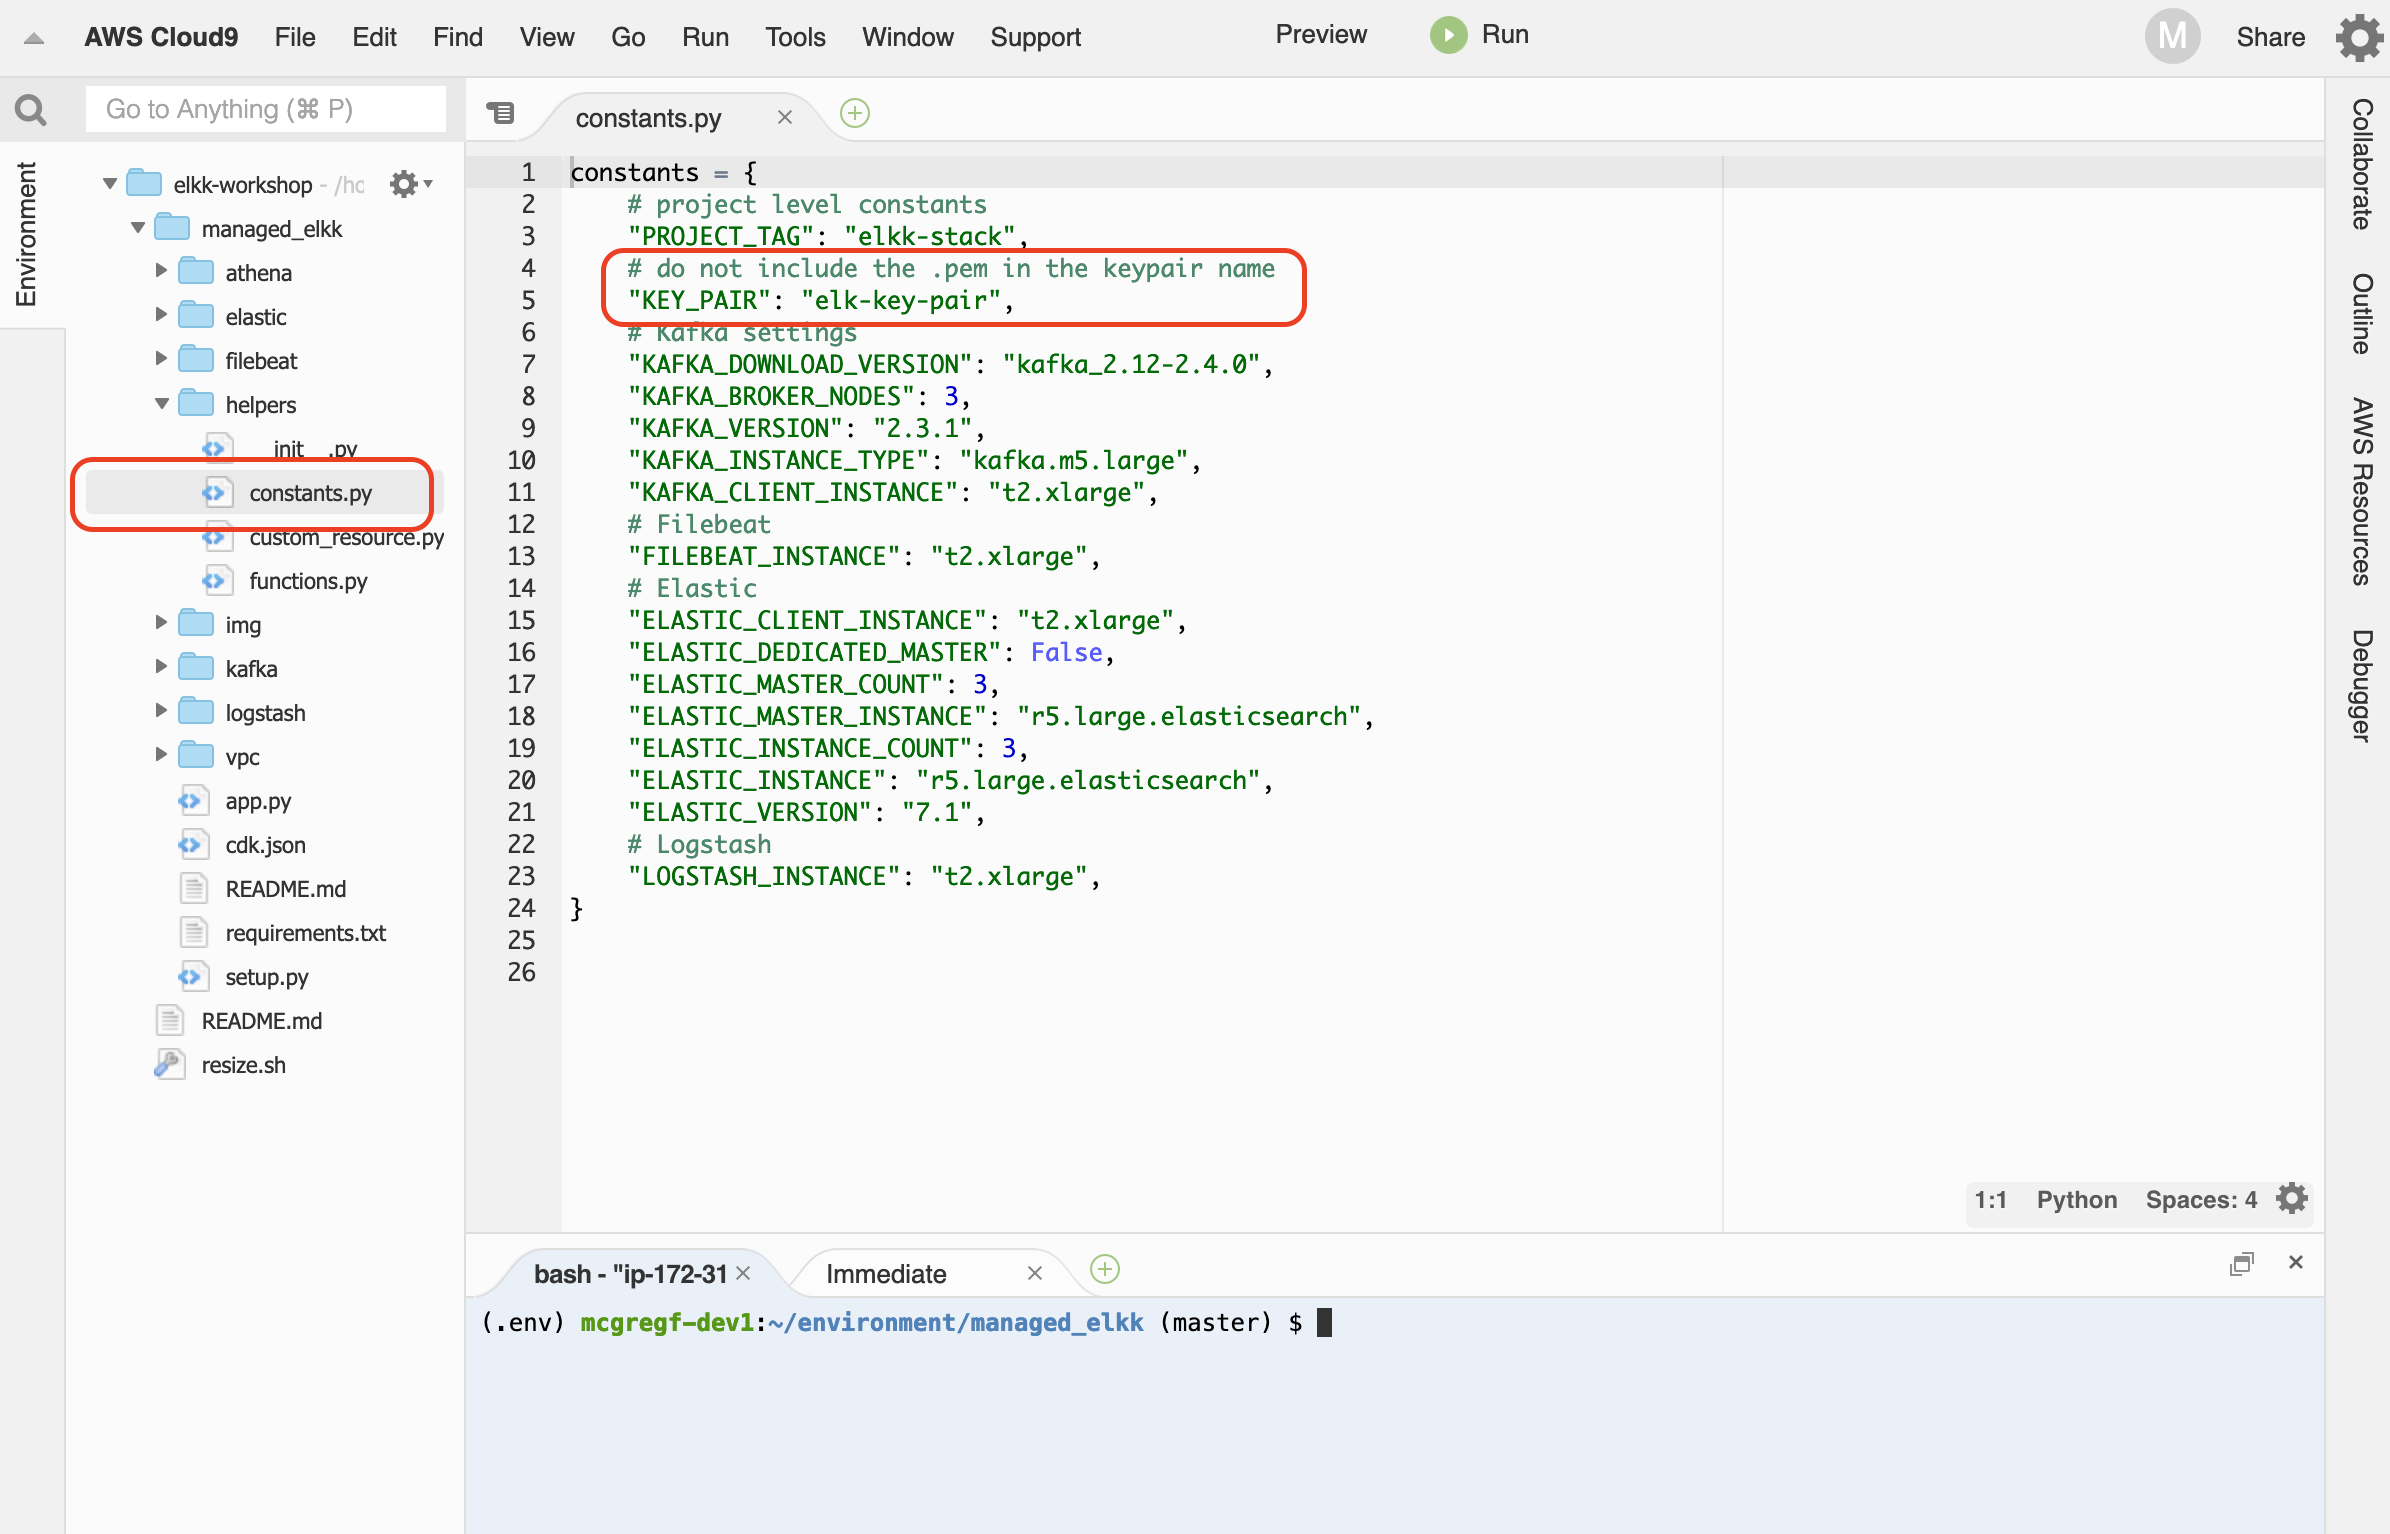 AWS Cloud9 File Edit Find View Go Run Tools Window Support Preview Run M Share
Go to Anything (⌘ P)
Environment
elkk-workshop - /hc
managed_elkk
athena
elastic
filebeat
helpers
__init__.py
constants.py
custom_resource.py
functions.py
img
kafka
logstash
vpc
app.py
cdk.json
README.md
requirements.txt
setup.py
README.md
resize.sh
constants.py
1 constants = {
2     # project level constants
3     "PROJECT_TAG": "elkk-stack",
4     # do not include the .pem in the keypair name
5     "KEY_PAIR": "elk-key-pair",
6     # Kafka settings
7     "KAFKA_DOWNLOAD_VERSION": "kafka_2.12-2.4.0",
8     "KAFKA_BROKER_NODES": 3,
9     "KAFKA_VERSION": "2.3.1",
10     "KAFKA_INSTANCE_TYPE": "kafka.m5.large",
11     "KAFKA_CLIENT_INSTANCE": "t2.xlarge",
12     # Filebeat
13     "FILEBEAT_INSTANCE": "t2.xlarge",
14     # Elastic
15     "ELASTIC_CLIENT_INSTANCE": "t2.xlarge",
16     "ELASTIC_DEDICATED_MASTER": False,
17     "ELASTIC_MASTER_COUNT": 3,
18     "ELASTIC_MASTER_INSTANCE": "r5.large.elasticsearch",
19     "ELASTIC_INSTANCE_COUNT": 3,
20     "ELASTIC_INSTANCE": "r5.large.elasticsearch",
21     "ELASTIC_VERSION": "7.1",
22     # Logstash
23     "LOGSTASH_INSTANCE": "t2.xlarge",
24 }
25
26
1:1 Python Spaces: 4
bash - "ip-172-31 Immediate
(.env) mcgregf-dev1:~/environment/managed_elkk (master) $
Collaborate
Outline
AWS Resources
Debugger